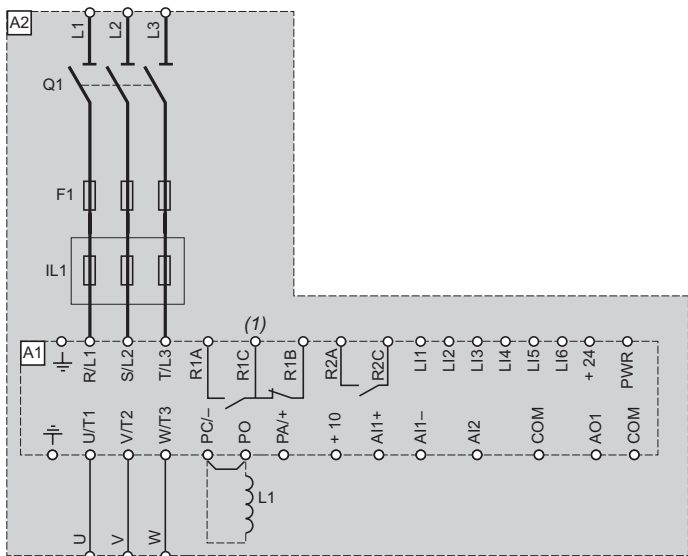 A2
L1 L2 L3
Q1
F1
IL1
(1)
A1
R/L1 S/L2 T/L3 R1A R1C R1B R2A R2C LI1 LI2 LI3 LI4 LI5 LI6 + 24 PWR
U/T1 V/T2 W/T3 PC/– PO PA/+ + 10 AI1+ AI1– AI2 COM AO1 COM
L1
U V W